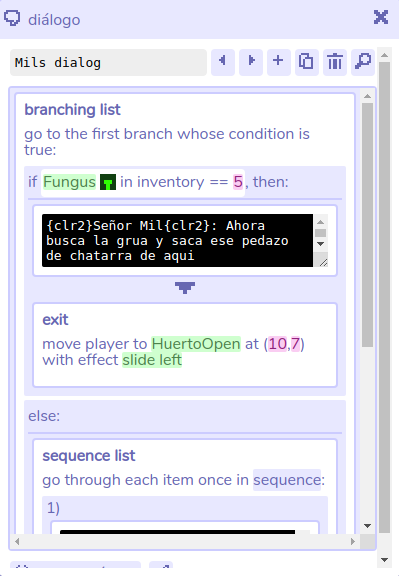 diálogo
Mils dialog
branching list
go to the first branch whose condition is
true:
if Fungus in inventory == 5, then:
{clr2}Señor Mil{clr2}: Ahora
busca la grua y saca ese pedazo
de chatarra de aqui
exit
move player to HuertoOpen at (10,7)
with effect slide left
else:
sequence list
go through each item once in sequence:
1)